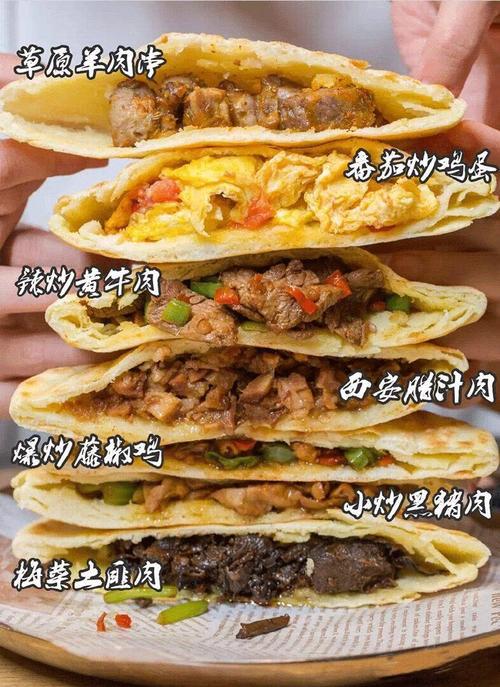 草原羊肉
番茄炒鸡蛋
辣炒黄牛肉
西安腊汁肉
爆炒藤椒鸡
小炒黑猪肉
梅菜土匪肉